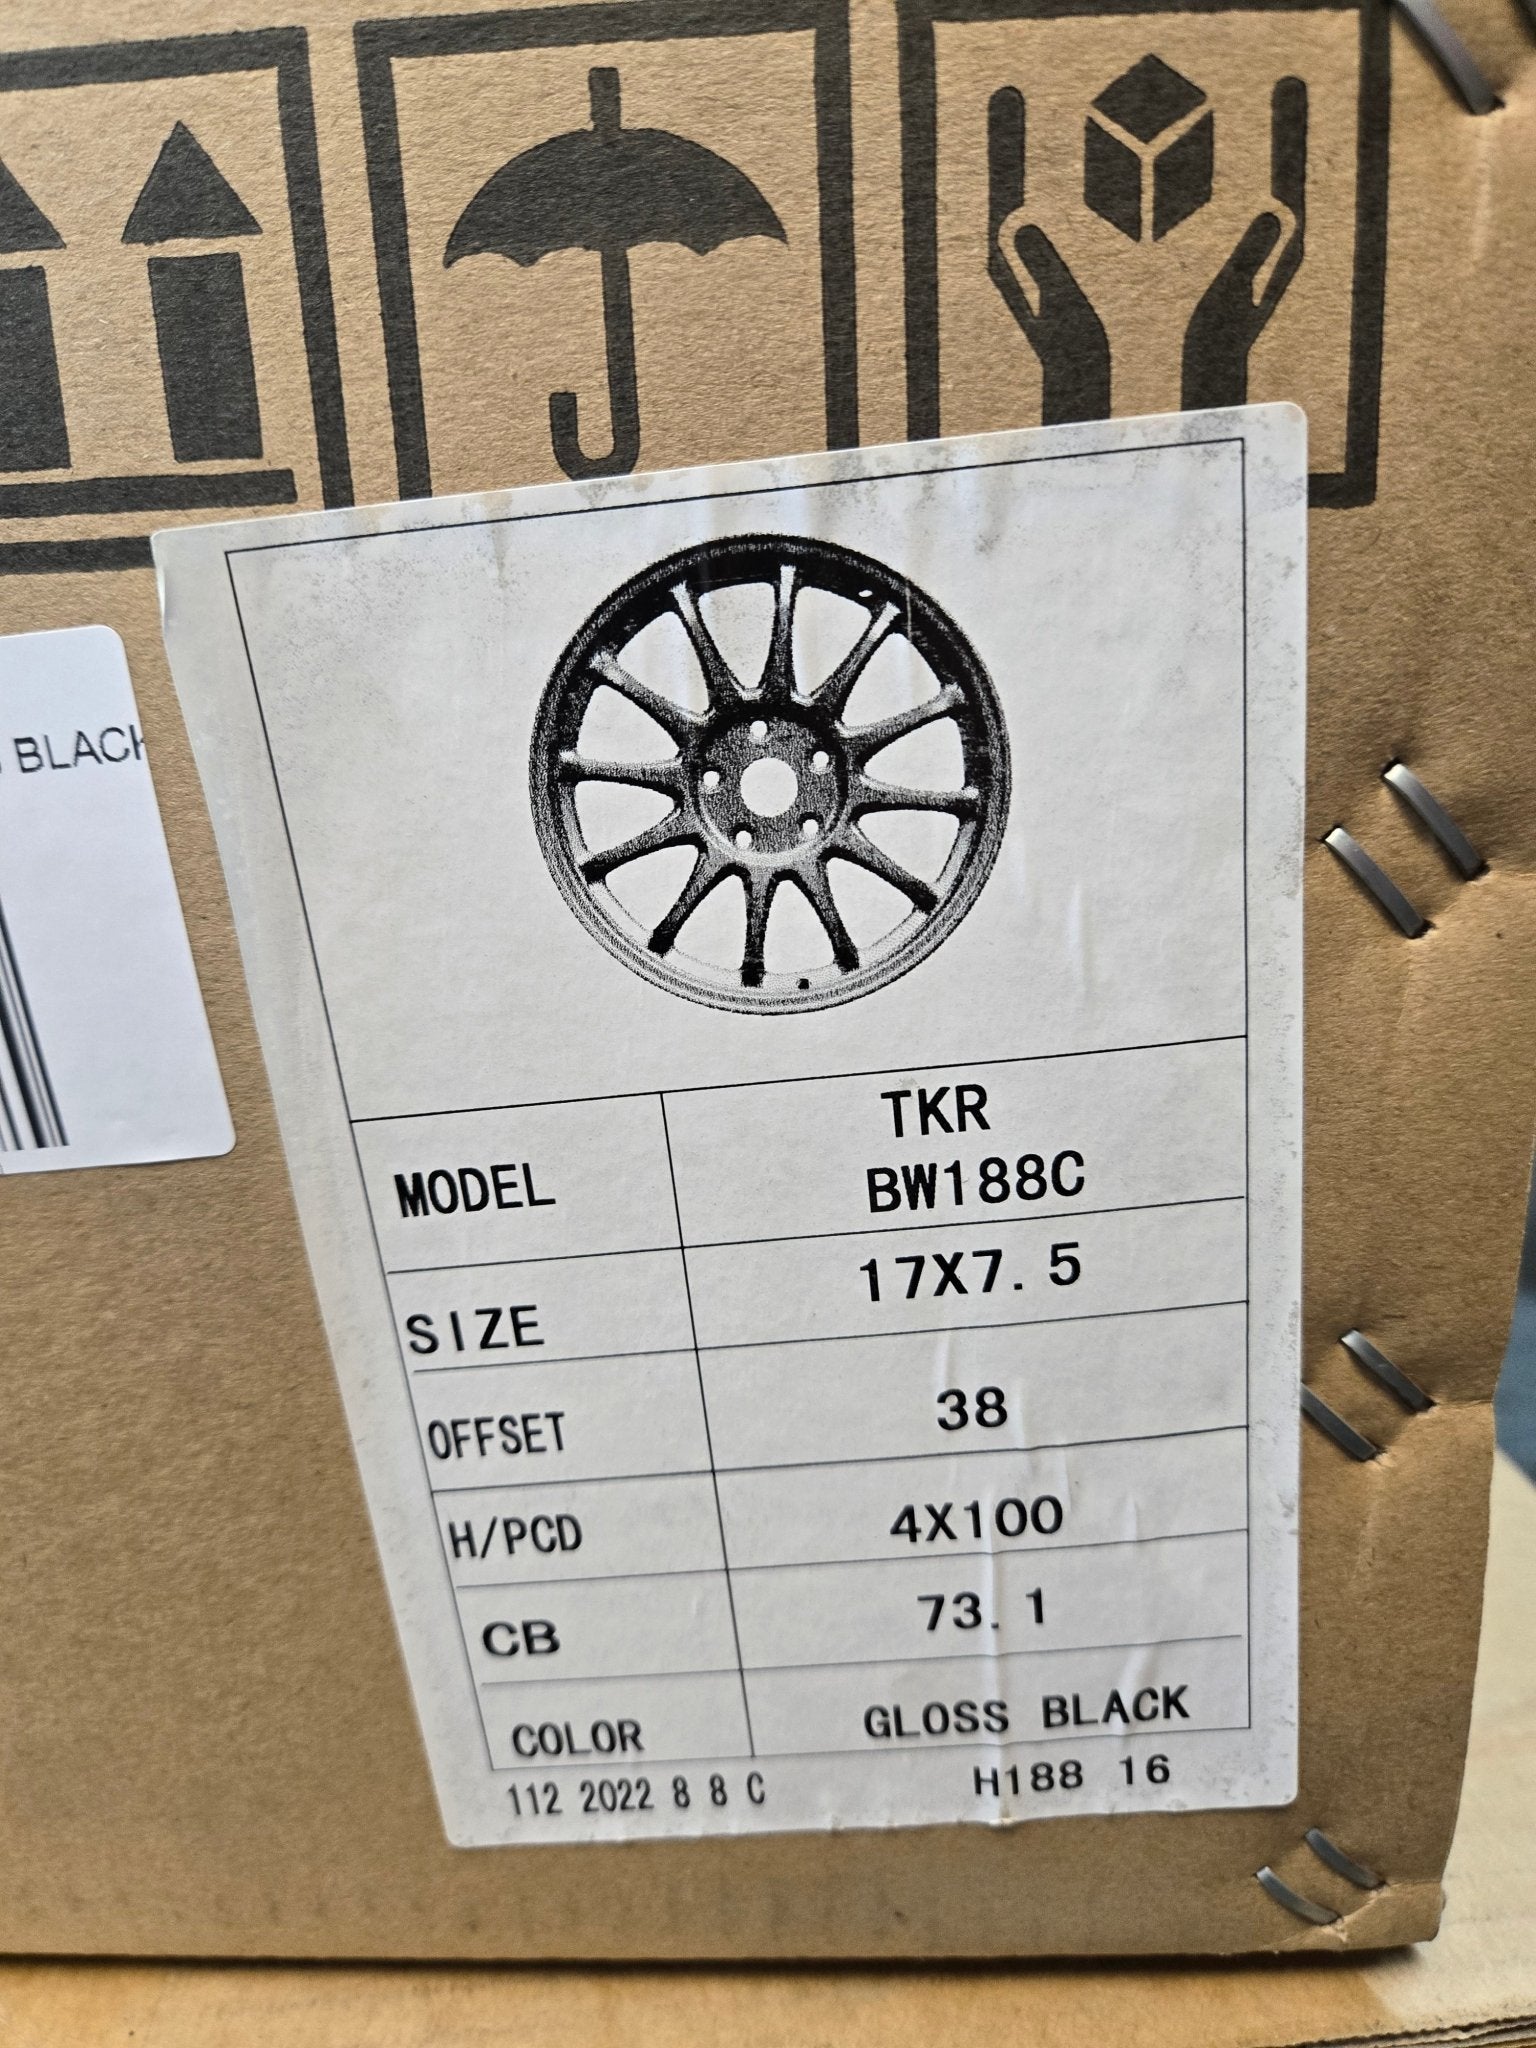 BLACK
TKR
MODEL BW188C
SIZE 17X7.5
OFFSET 38
H/PCD 4X100
CB 73.1
COLOR GLOSS BLACK
112 2022 8 8 C H188 16